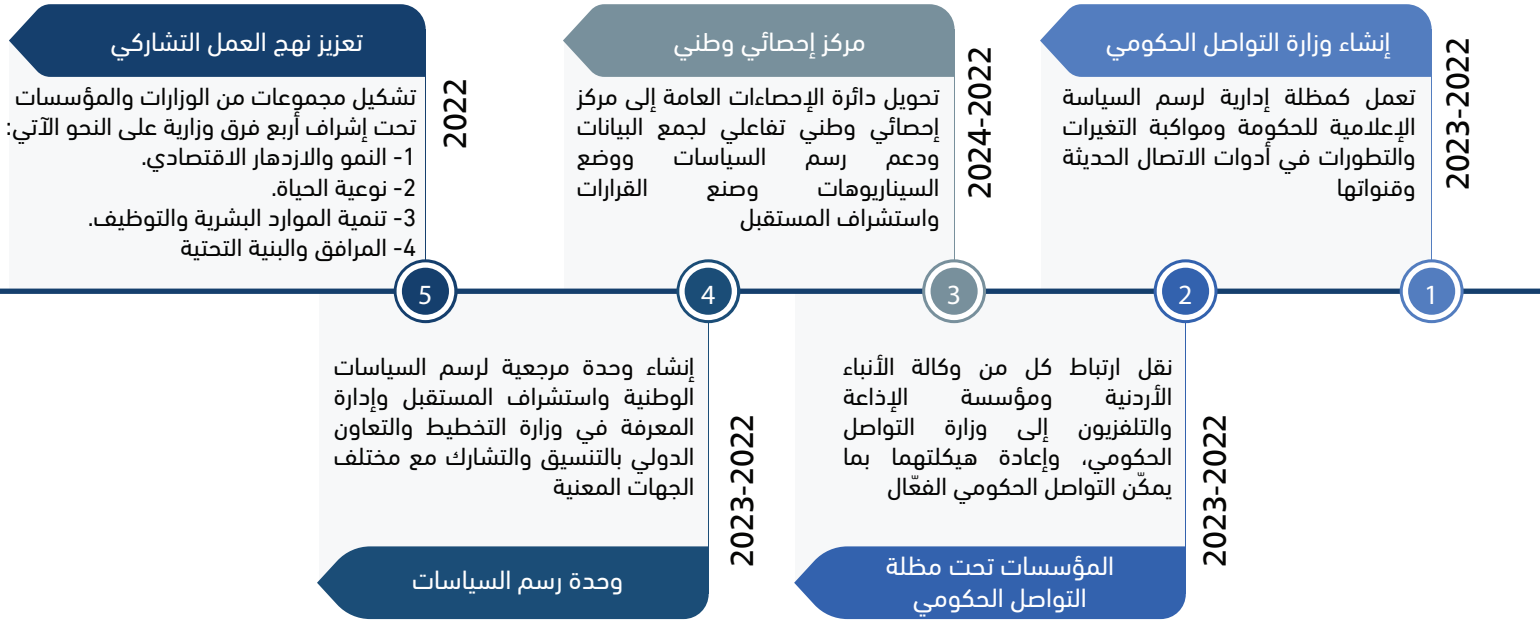 إنشاء وزارة التواصل الحكومي
2023-2022
تعمل كمظلة إدارية لرسم السياسة
الإعلامية للحكومة ومواكبة التغيرات
والتطورات في أدوات الاتصال الحديثة
وقنواتها
1
2
نقل ارتباط كل من وكالة الأنباء
الأردنية ومؤسسة الإذاعة
والتلفزيون إلى وزارة التواصل
الحكومي، وإعادة هيكلتهما بما
يمكّن التواصل الحكومي الفعّال
2023-2022
المؤسسات تحت مظلة
التواصل الحكومي
مركز إحصائي وطني
2024-2022
تحويل دائرة الإحصاءات العامة إلى مركز
إحصائي وطني تفاعلي لجمع البيانات
ودعم رسم السياسات ووضع
السيناريوهات وصنع القرارات
واستشراف المستقبل
3
4
إنشاء وحدة مرجعية لرسم السياسات
الوطنية واستشراف المستقبل وإدارة
المعرفة في وزارة التخطيط والتعاون
الدولي بالتنسيق والتشارك مع مختلف
الجهات المعنية
2023-2022
وحدة رسم السياسات
تعزيز نهج العمل التشاركي
2022
تشكيل مجموعات من الوزارات والمؤسسات
تحت إشراف أربع فرق وزارية على النحو الآتي:
1- النمو والازدهار الاقتصادي.
2- نوعية الحياة.
3- تنمية الموارد البشرية والتوظيف.
4- المرافق والبنية التحتية
5